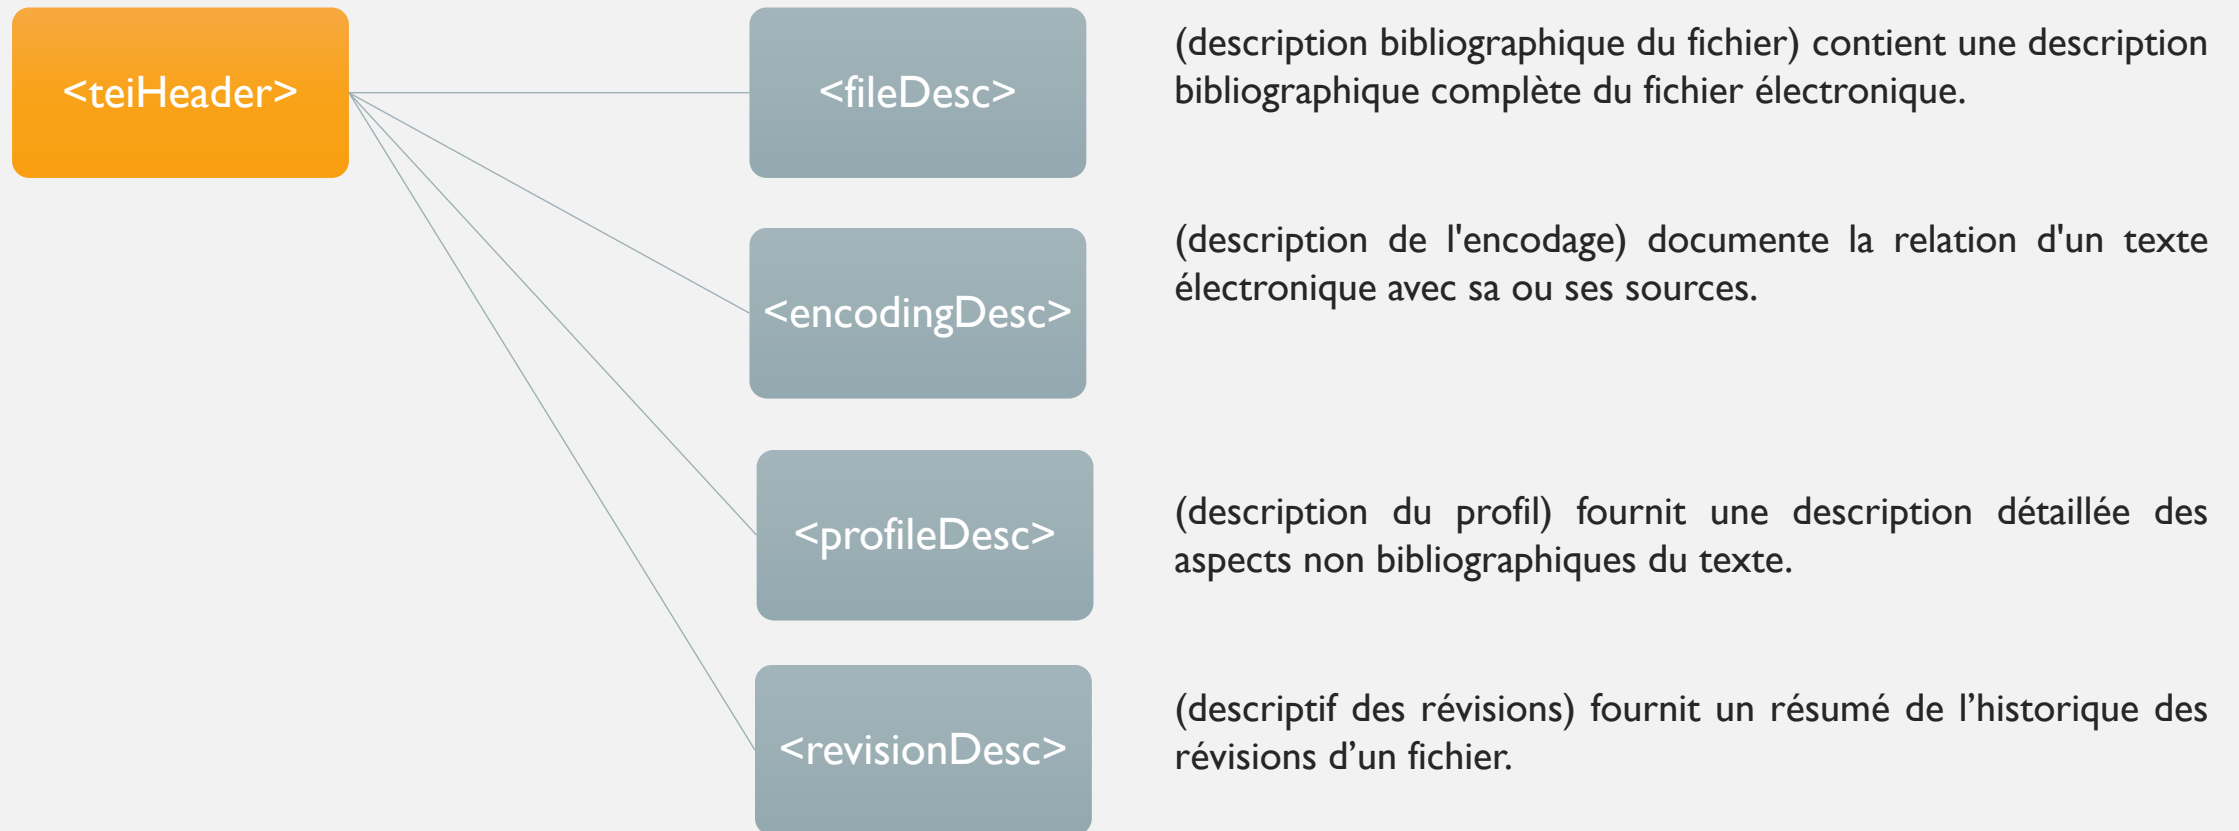 <teiHeader>
<fileDesc>
(description bibliographique du fichier) contient une description
bibliographique complète du fichier électronique.
<encodingDesc>
(description de l'encodage) documente la relation d'un texte
électronique avec sa ou ses sources.
<profileDesc>
(description du profil) fournit une description détaillée des
aspects non bibliographiques du texte.
<revisionDesc>
(descriptif des révisions) fournit un résumé de l’historique des
révisions d’un fichier.